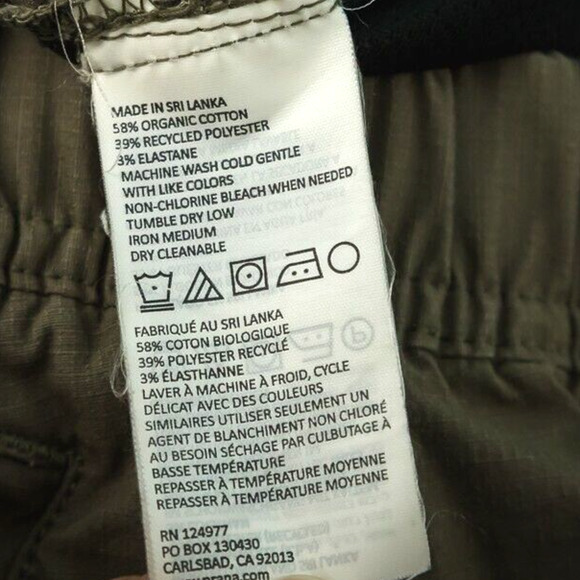 MADE IN SRI LANKA
58% ORGANIC COTTON
39% RECYCLED POLYESTER
3% ELASTANE
MACHINE WASH COLD GENTLE
WITH LIKE COLORS
NON-CHLORINE BLEACH WHEN NEEDED
TUMBLE DRY LOW
IRON MEDIUM
DRY CLEANABLE
FABRIQUÉ AU SRI LANKA
58% COTON BIOLOGIQUE
39% POLYESTER RECYCLÉ
3% ÉLASTHANNE
LAVER À MACHINE À FROID, CYCLE
DÉLICAT AVEC DES COULEURS
SIMILAIRES UTILISER SEULEMENT UN
AGENT DE BLANCHIMENT NON CHLORÉ
AU BESOIN SÉCHAGE PAR CULBUTAGE À
BASSE TEMPÉRATURE
REPASSER À TEMPÉRATURE MOYENNE
REPASSER À TEMPÉRATURE MOYENNE
RN 124977
PO BOX 130430
CARLSBAD, CA 92013